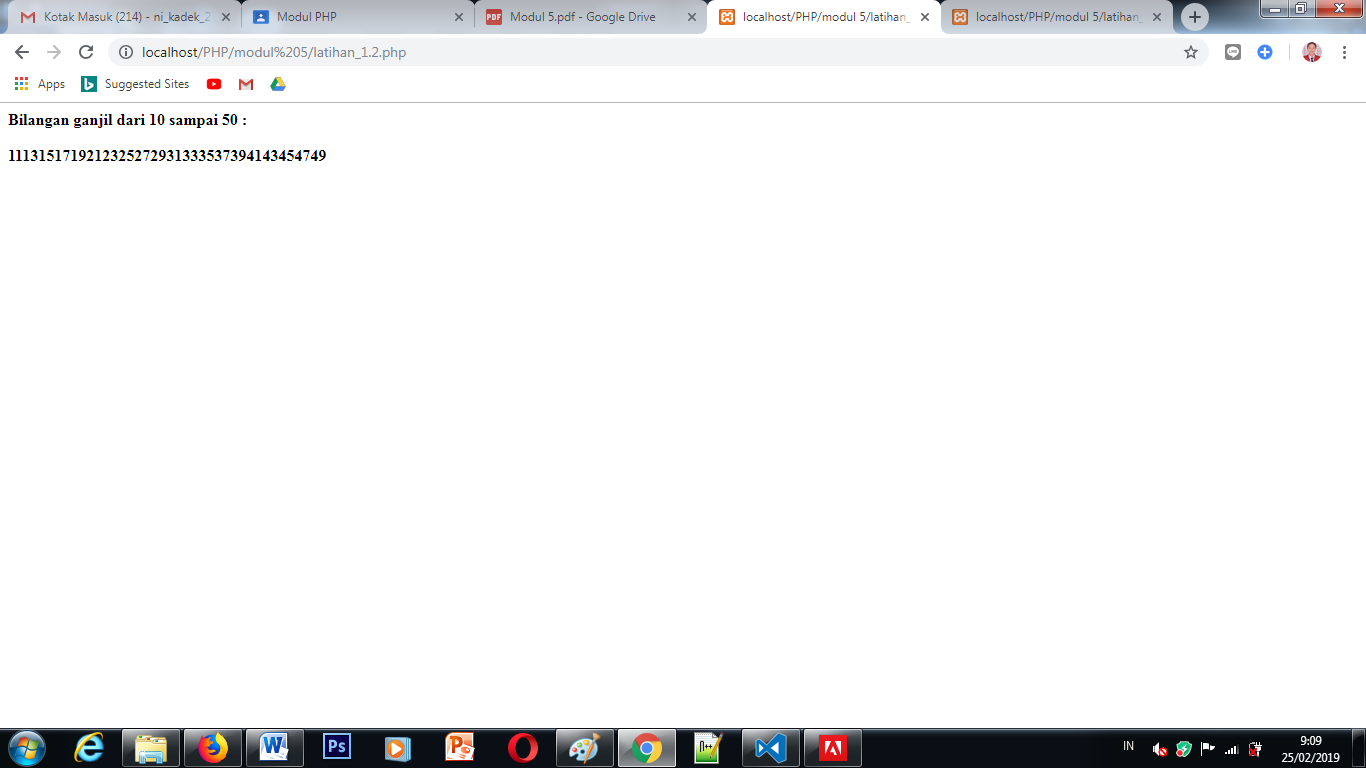 Kotak Masuk (214) - ni_kadek_2
Modul PHP
PDF Modul 5.pdf - Google Drive
localhost/PHP/modul 5/latihan_
localhost/PHP/modul 5/latihan_
localhost/PHP/modul%205/latihan_1.2.php
Apps
Suggested Sites
Bilangan ganjil dari 10 sampai 50 :
1113151719212325272931333537394143454749
Ps
IN
9:09
25/02/2019